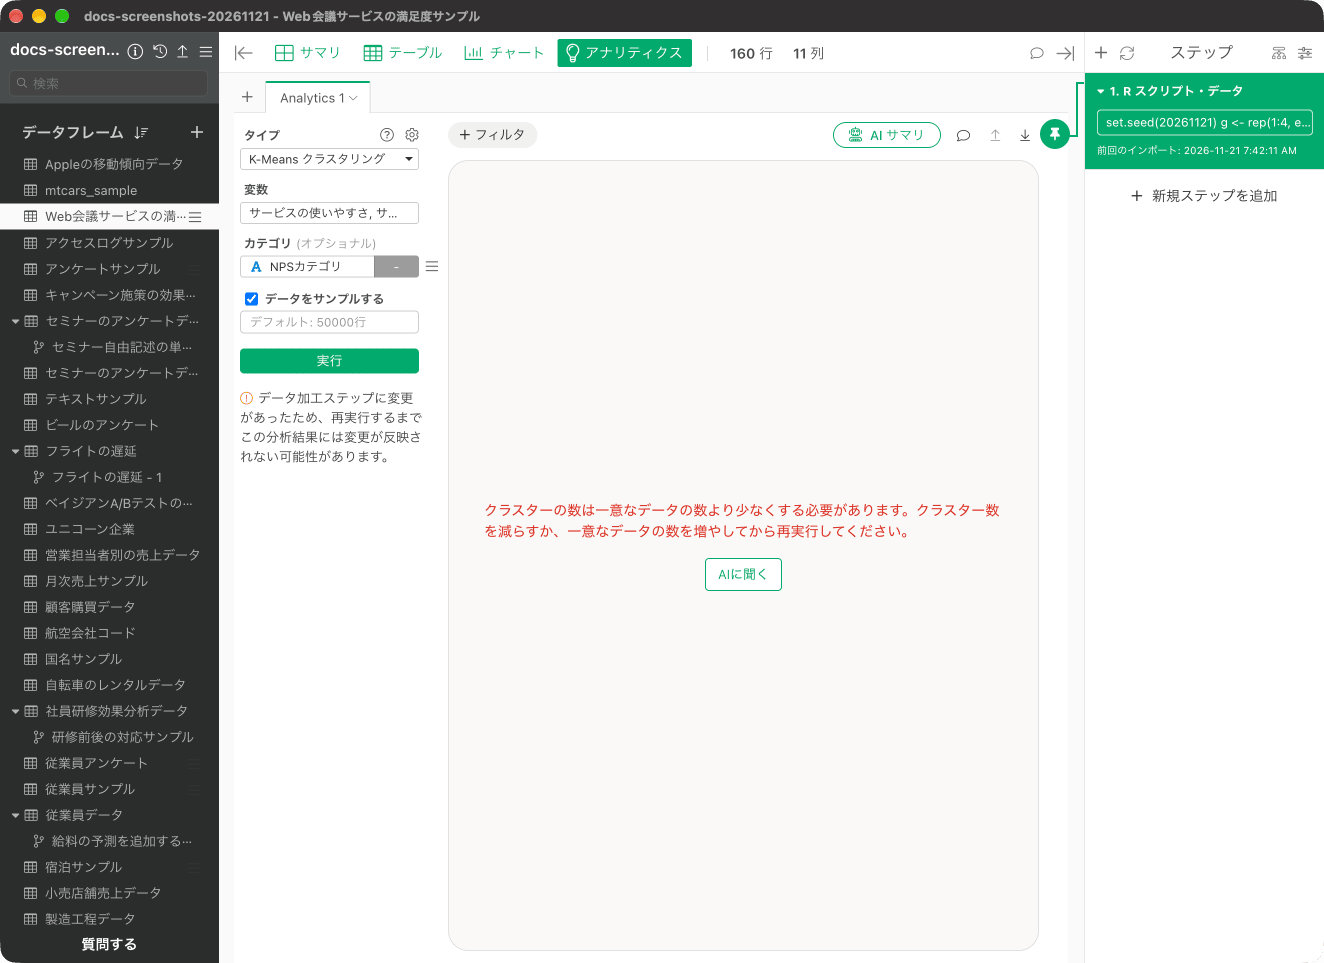 docs-screenshots-20261121 - Web会議サービスの満足度サンプル
docs-screen...
検索
データフレーム
Appleの移動傾向データ
mtcars_sample
Web会議サービスの満…
アクセスログサンプル
アンケートサンプル
キャンペーン施策の効果…
セミナーのアンケートデ…
セミナー自由記述の単…
セミナーのアンケートデ…
テキストサンプル
ビールのアンケート
フライトの遅延
フライトの遅延 - 1
ベイジアンA/Bテストの…
ユニコーン企業
営業担当者別の売上データ
月次売上サンプル
顧客購買データ
航空会社コード
国名サンプル
自転車のレンタルデータ
社員研修効果分析データ
研修前後の対応サンプル
従業員アンケート
従業員サンプル
従業員データ
給料の予測を追加する…
宿泊サンプル
小売店舗売上データ
製造工程データ
質問する
サマリ
テーブル
チャート
アナリティクス
160 行
11 列
Analytics 1
タイプ
K-Means クラスタリング
変数
サービスの使いやすさ, サ...
カテゴリ (オプショナル)
NPSカテゴリ
-
データをサンプルする
デフォルト: 50000行
実行
データ加工ステップに変更
があったため、再実行するまで
この分析結果には変更が反映さ
れない可能性があります。
+ フィルタ
AI サマリ
クラスターの数は一意なデータの数より少なくする必要があります。クラスター数
を減らすか、一意なデータの数を増やしてから再実行してください。
AIに聞く
ステップ
1. R スクリプト・データ
set.seed(20261121) g <- rep(1:4, e...
前回のインポート: 2026-11-21 7:42:11 AM
+ 新規ステップを追加